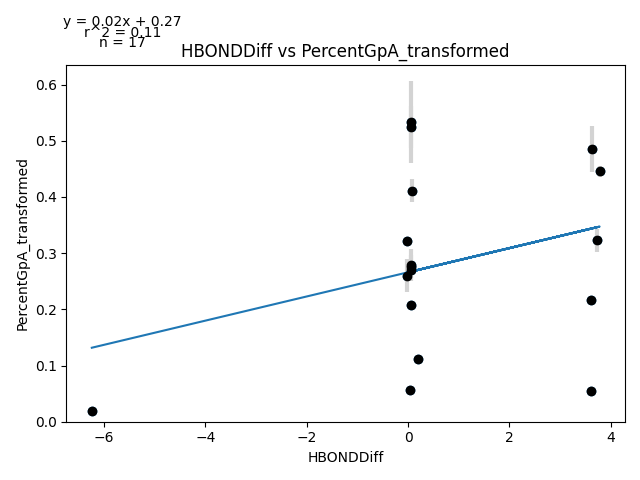 y = 0.02x + 0.27
r^2 = 0.11
n = 17
HBONDDiff vs PercentGpA_transformed
PercentGpA_transformed
0.6
0.5
0.4
0.3
0.2
0.1
0.0
−6
−4
−2
0
2
4
HBONDDiff